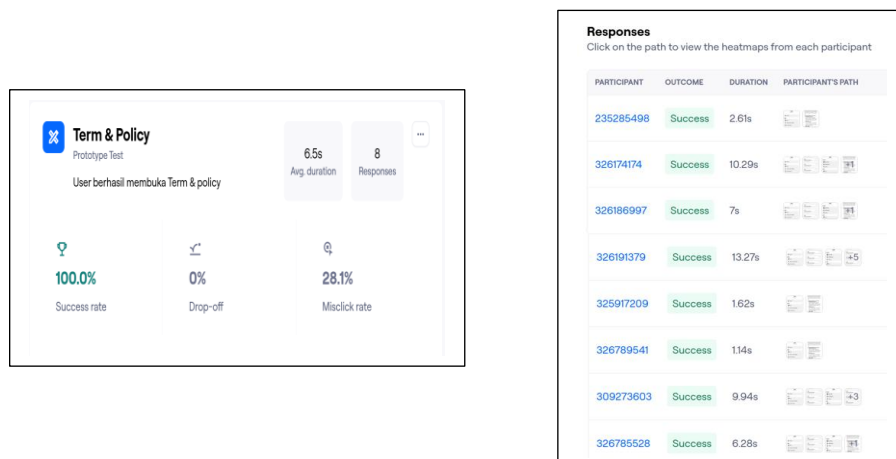 Term & Policy
Prototype Test
User berhasil membuka Term & policy
6.5s
Avg. duration
8
Responses
...
100.0%
Success rate
0%
Drop-off
28.1%
Misclick rate
Responses
Click on the path to view the heatmaps from each participant
PARTICIPANT OUTCOME DURATION PARTICIPANT'S PATH
235285498 Success 2.61s
326174174 Success 10.29s +1
326186997 Success 7s +1
326191379 Success 13.27s +5
325917209 Success 1.62s
326789541 Success 1.14s
309273603 Success 9.94s +3
326785528 Success 6.28s +1